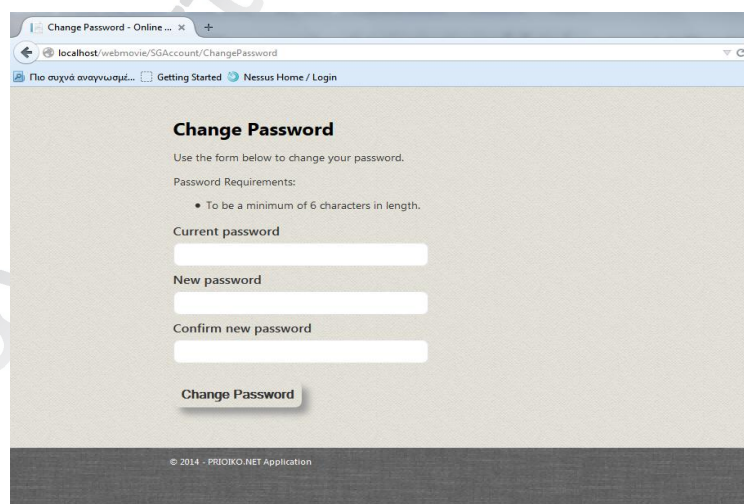 Change Password - Online ...
localhost/webmovie/SGAccount/ChangePassword
Πιο συχνά αναγνωσμέ... Getting Started Nessus Home / Login
Change Password
Use the form below to change your password.
Password Requirements:
To be a minimum of 6 characters in length.
Current password
New password
Confirm new password
Change Password
© 2014 - PRIOIKO.NET Application